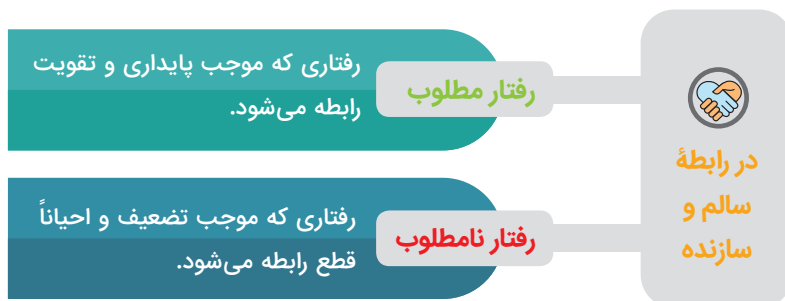 در رابطهٔ
سالم و
سازنده
رفتار مطلوب
رفتاری که موجب پایداری و تقویت
رابطه می‌شود.
رفتار نامطلوب
رفتاری که موجب تضعیف و احیاناً
قطع رابطه می‌شود.